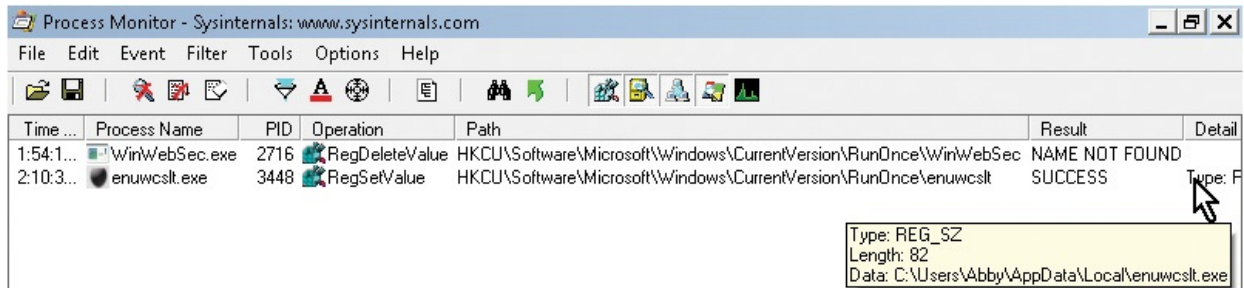 Process Monitor - Sysinternals: www.sysinternals.com
File Edit Event Filter Tools Options Help
Time ... Process Name PID Operation Path Result Detail
1:54:1... WinWebSec.exe 2716 RegDeleteValue HKCU\Software\Microsoft\Windows\CurrentVersion\RunOnce\WinWebSec NAME NOT FOUND
2:10:3... enuwcslt.exe 3448 RegSetValue HKCU\Software\Microsoft\Windows\CurrentVersion\RunOnce\enuwcslt SUCCESS Type: F
Type: REG_SZ
Length: 82
Data: C:\Users\Abby\AppData\Local\enuwcslt.exe